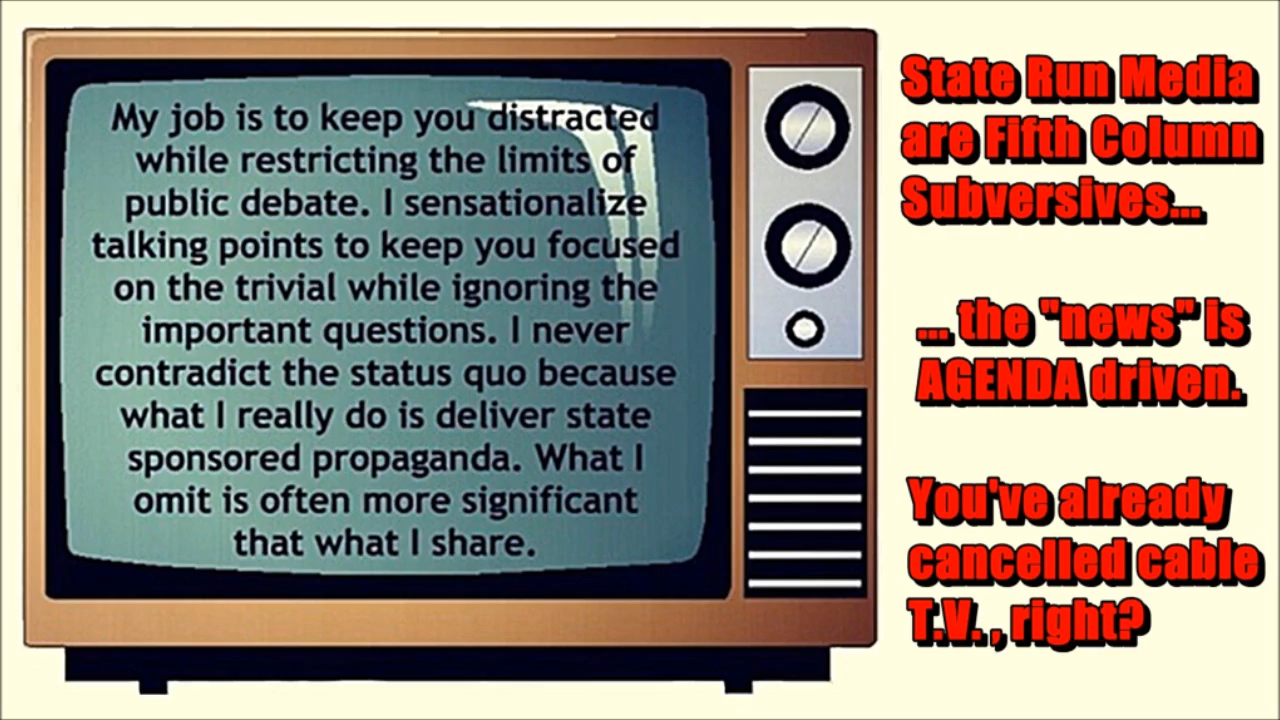 My job is to keep you distracted
while restricting the limits of
public debate. I sensationalize
talking points to keep you focused
on the trivial while ignoring the
important questions. I never
contradict the status quo because
what I really do is deliver state
sponsored propaganda. What I
omit is often more significant
that what I share.
State Run Media
are Fifth Column
Subversives...
... the "news" is
AGENDA driven.
You've already
cancelled cable
T.V. , right?